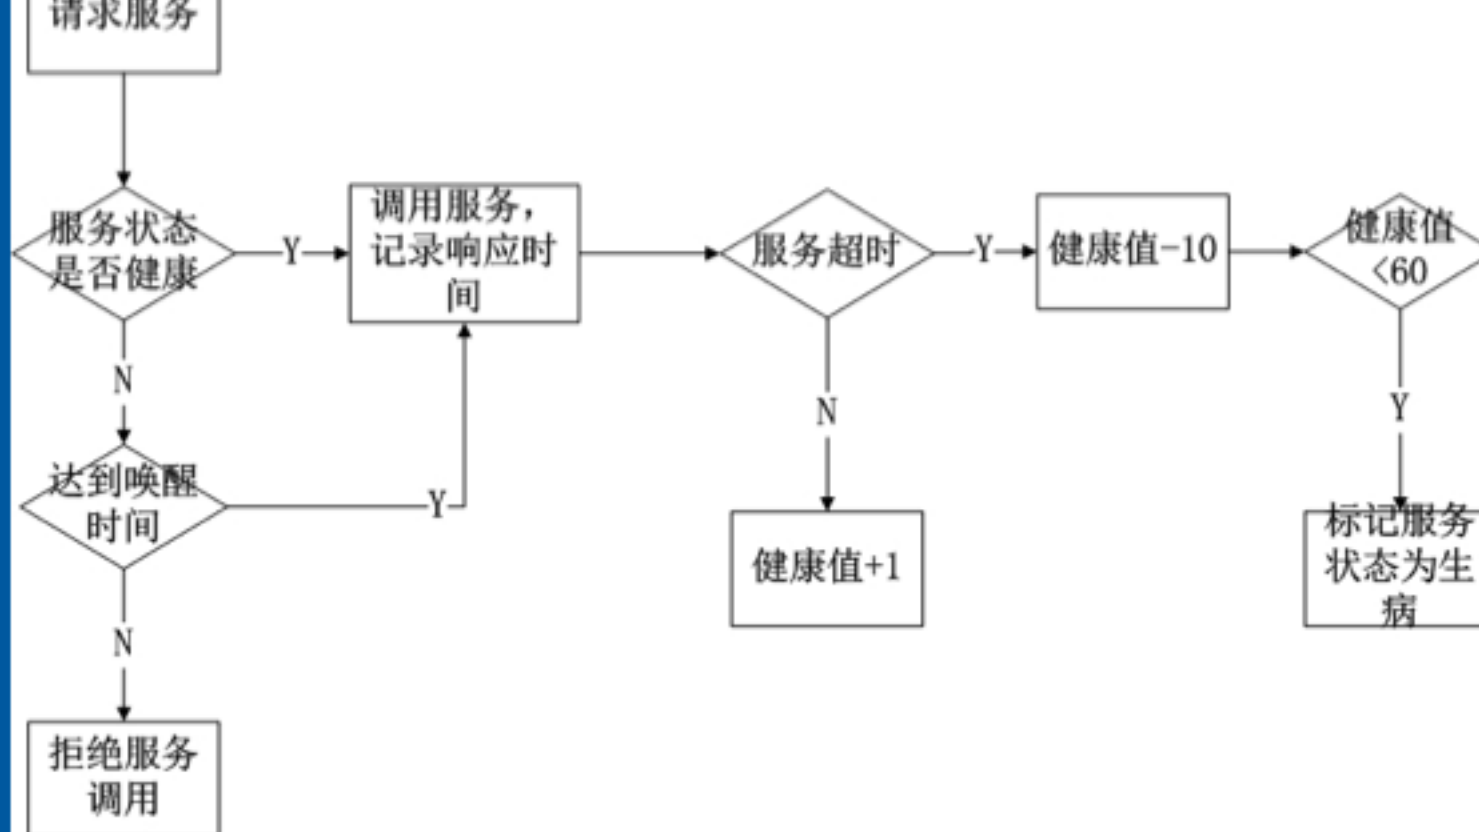 请求服务
服务状态
是否健康
Y
调用服务，
记录响应时
间
服务超时
Y
健康值-10
健康值
<60
N
N
Y
达到唤醒
时间
Y
健康值+1
标记服务
状态为生
病
N
拒绝服务
调用